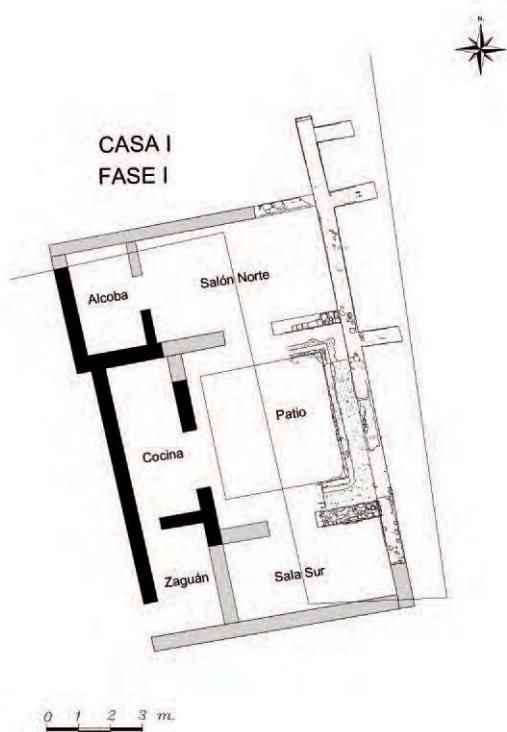 N.
CASA I
FASE I
Alcoba
Salón Norte
Patio
Cocina
Zaguán
Sala Sur
0 1 2 3 m.